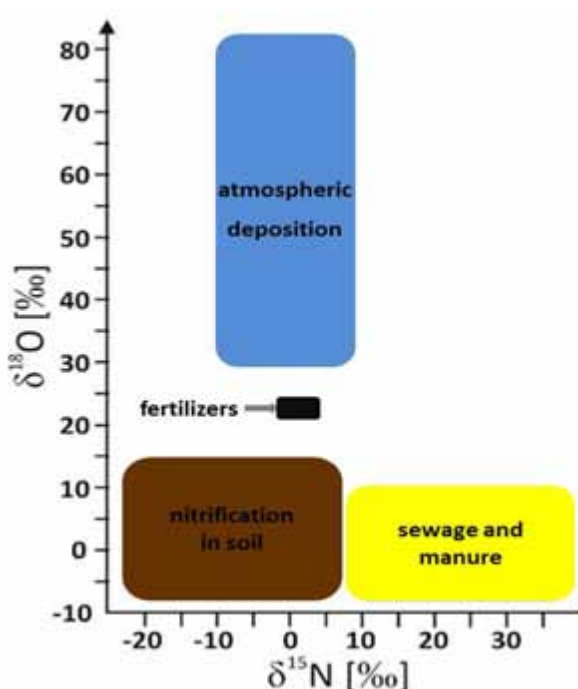 80
70
60
50
40
30
20
10
0
-10
δ18O [‰]
atmospheric
deposition
fertilizers
nitrification
in soil
sewage and
manure
-20 -10 0 10 20 30
δ15N [‰]